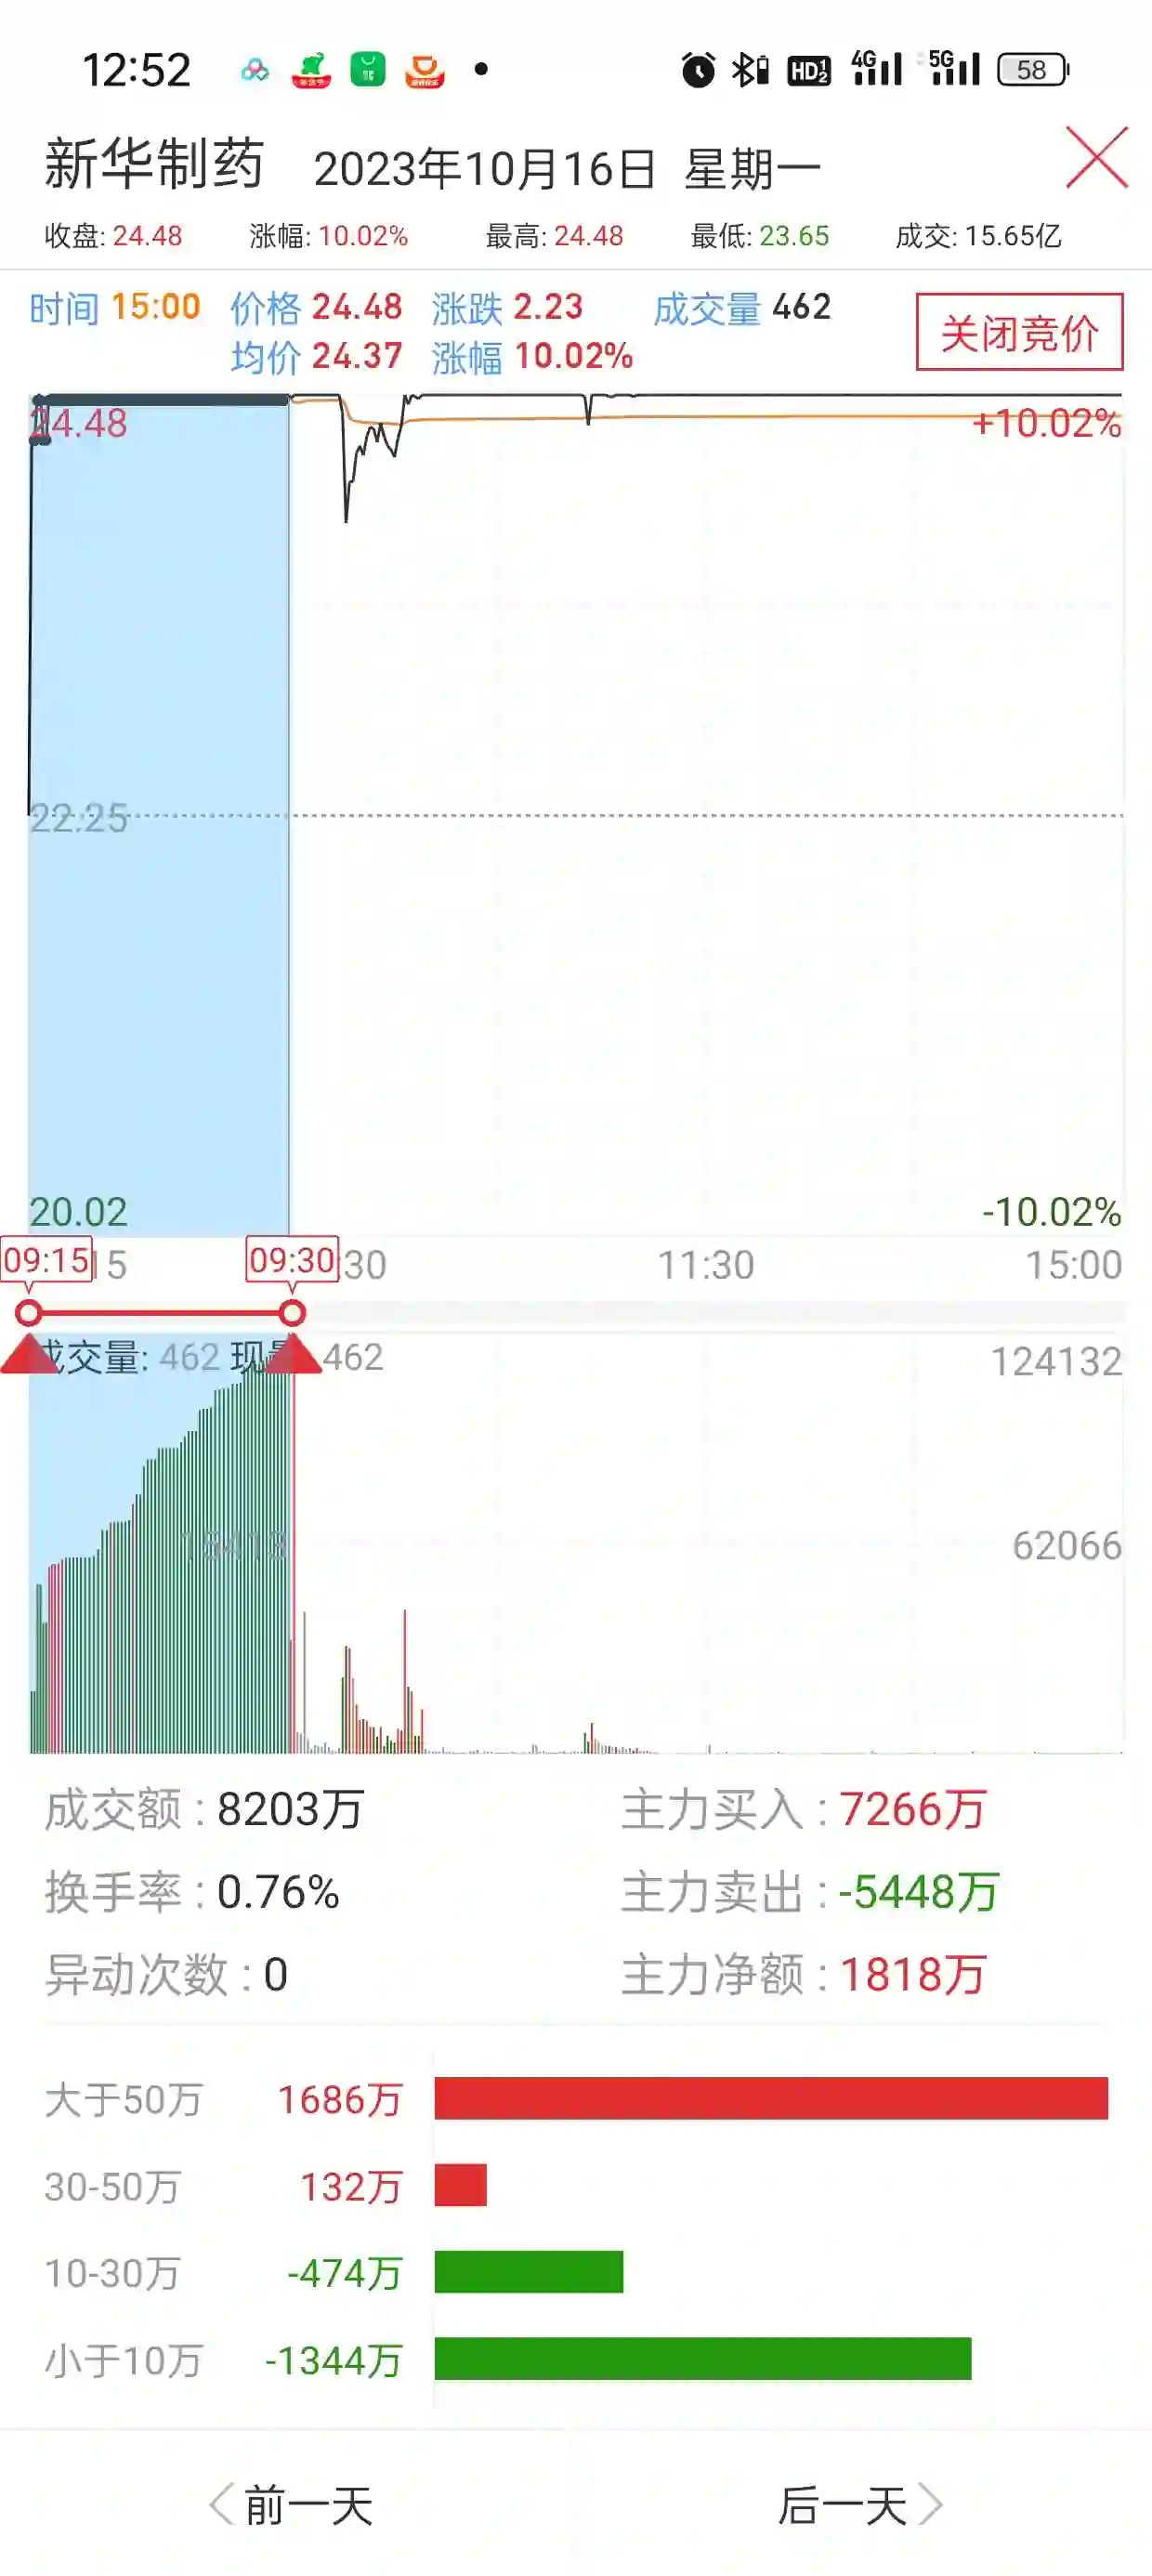 12:52 HD 1 2 4G 5G 58
新华制药 2023年10月16日 星期一
收盘: 24.48 涨幅: 10.02% 最高: 24.48 最低: 23.65 成交: 15.65亿
时间 15:00 价格 24.48 涨跌 2.23 成交量 462 关闭竞价
均价 24.37 涨幅 10.02%
24.48 +10.02%
22.25
20.02 -10.02%
09:15 5 09:30 30 11:30 15:00
成交量: 462 现量 462 124132
62066
成交额 : 8203万 主力买入 : 7266万
换手率 : 0.76% 主力卖出 : -5448万
异动次数 : 0 主力净额 : 1818万
大于50万 1686万
30-50万 132万
10-30万 -474万
小于10万 -1344万
前一天 后一天